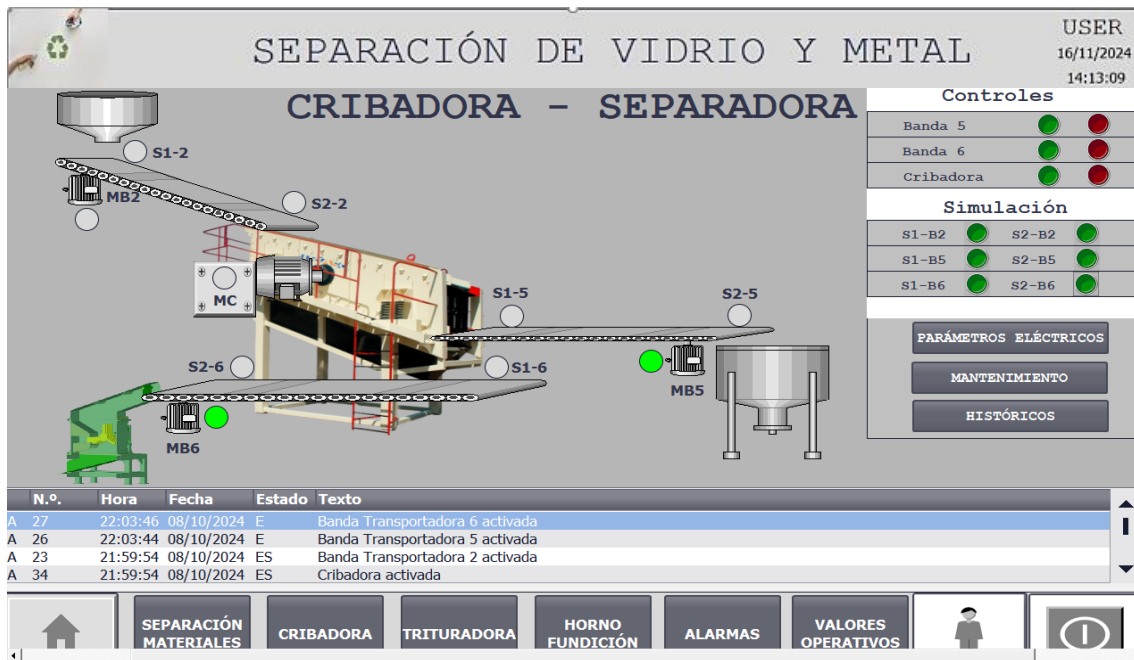 SEPARACIÓN DE VIDRIO Y METAL
USER
16/11/2024
14:13:09
CRIBADORA - SEPARADORA
Controles
Banda 5
Banda 6
Cribadora
Simulación
S1-B2 S2-B2
S1-B5 S2-B5
S1-B6 S2-B6
PARÁMETROS ELÉCTRICOS
MANTENIMIENTO
HISTÓRICOS
S1-2
MB2
S2-2
MC
S1-5
S2-5
S2-6
S1-6
MB5
MB6
N.º. Hora Fecha Estado Texto
A 27 22:03:46 08/10/2024 E Banda Transportadora 6 activada
A 26 22:03:44 08/10/2024 E Banda Transportadora 5 activada
A 23 21:59:54 08/10/2024 ES Banda Transportadora 2 activada
A 34 21:59:54 08/10/2024 ES Cribadora activada
SEPARACIÓN
MATERIALES
CRIBADORA
TRITURADORA
HORNO
FUNDICIÓN
ALARMAS
VALORES
OPERATIVOS